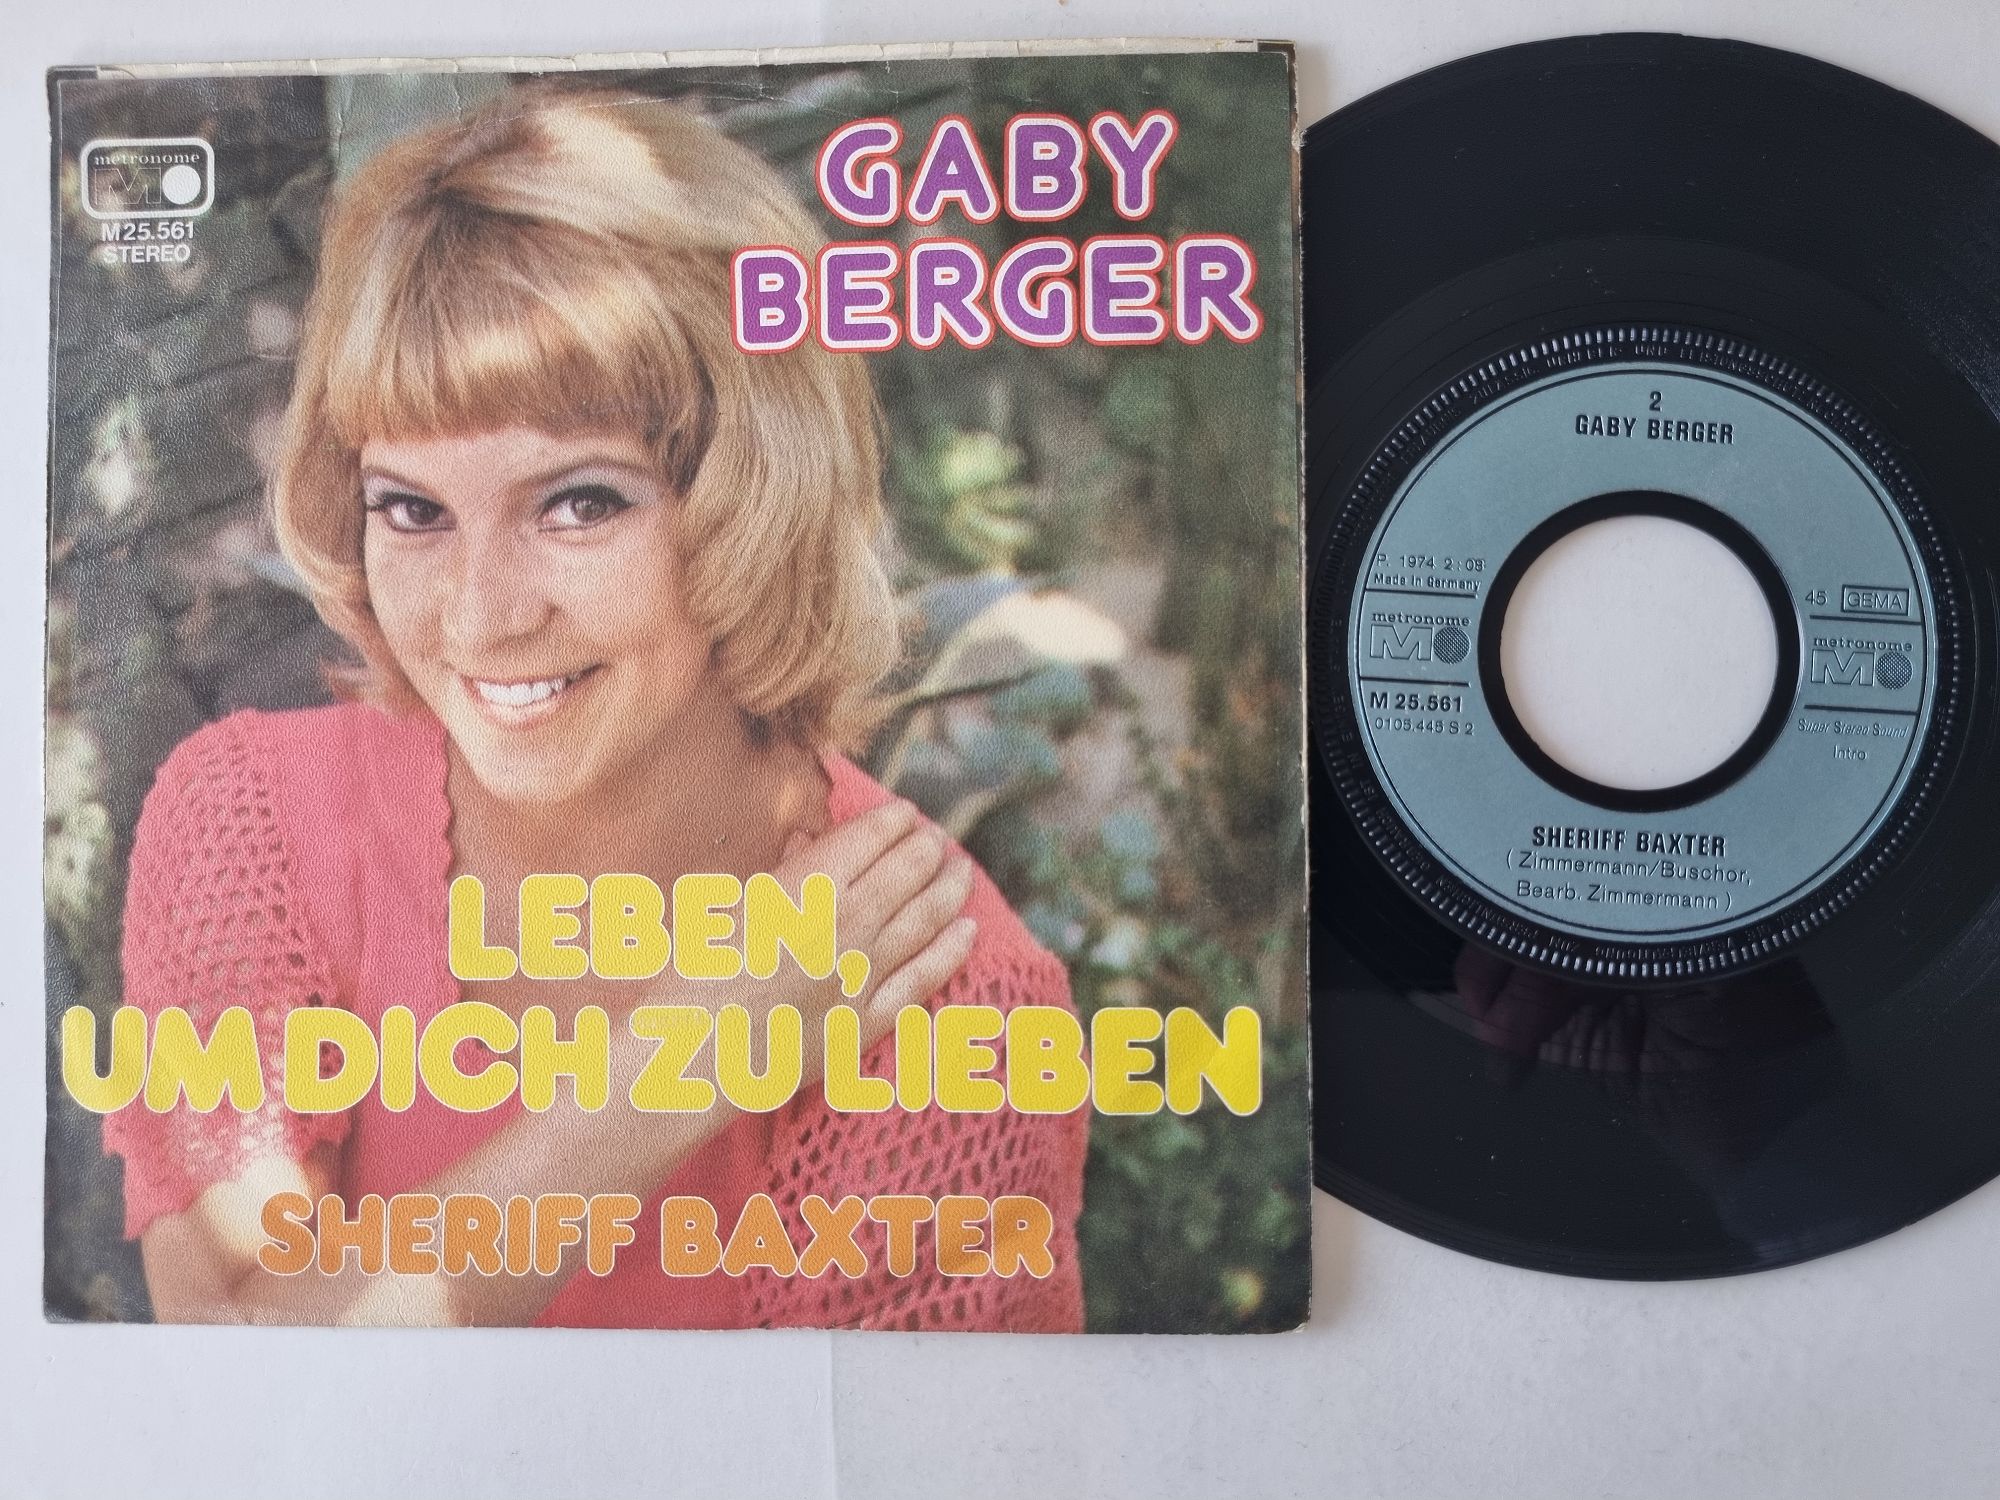 metronome
M 25.561
STEREO
GABY
BERGER
LEBEN,
UM DICH ZU LIEBEN
SHERIFF BAXTER
2
GABY BERGER
P. 1974 2:08
Made in Germany
metronome
M 25.561
0105.445 S 2
45 GEMA
metronome
Super Stereo Sound
Intro
SHERIFF BAXTER
(Zimmermann/Buschor,
Bearb. Zimmermann)